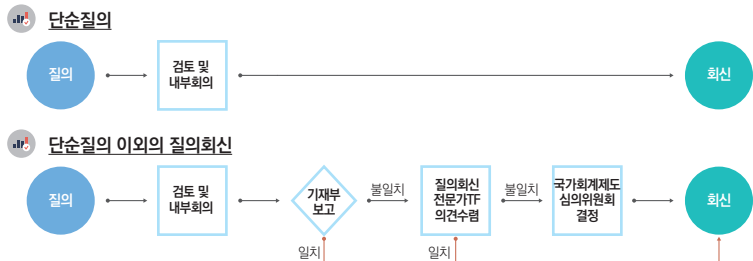 단순질의
질의
검토 및
내부회의
회신
단순질의 이외의 질의회신
질의
검토 및
내부회의
기재부
보고
불일치
질의회신
전문가TF
의견수렴
불일치
국가회계제도
심의위원회
결정
회신
일치
일치